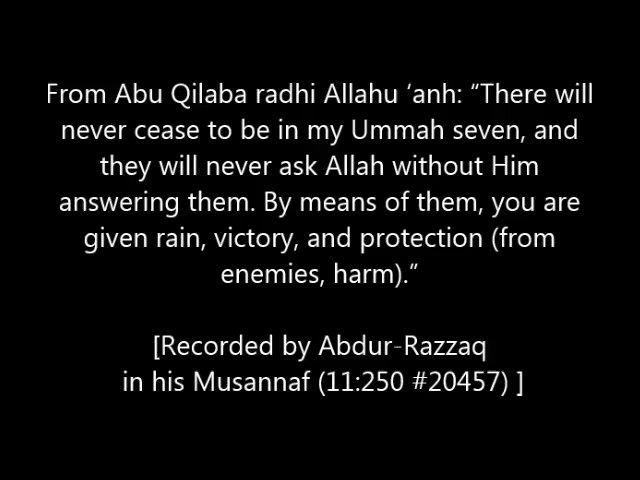 From Abu Qilaba radhi Allahu ‘anh: “There will
never cease to be in my Ummah seven, and
they will never ask Allah without Him
answering them. By means of them, you are
given rain, victory, and protection (from
enemies, harm).”
[Recorded by Abdur-Razzaq
in his Musannaf (11:250 #20457) ]